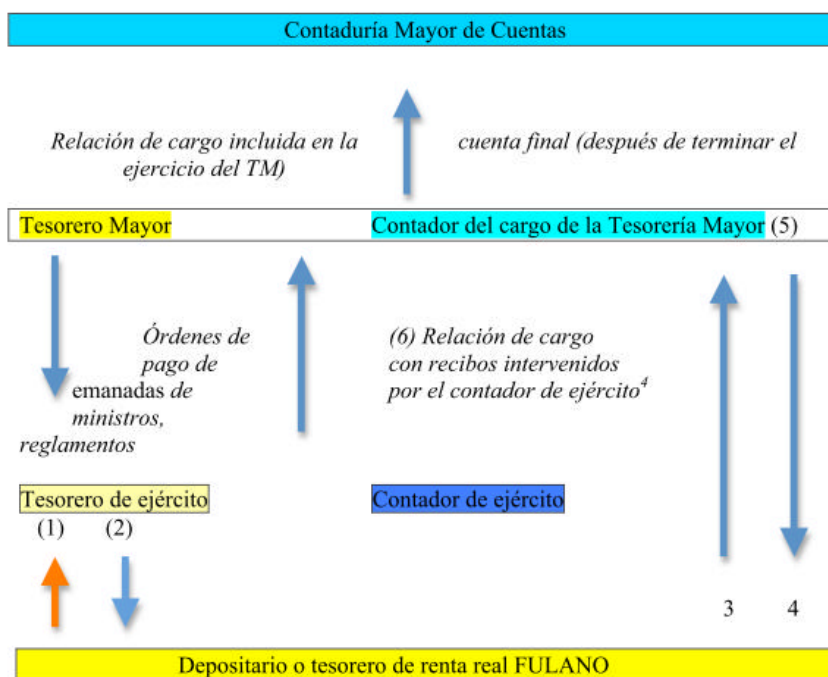 Contaduría Mayor de Cuentas
Relación de cargo incluida en la cuenta final (después de terminar el
ejercicio del TM)
Tesorero Mayor Contador del cargo de la Tesorería Mayor (5)
Órdenes de
pago de
emanadas de
ministros,
reglamentos
(6) Relación de cargo
con recibos intervenidos
por el contador de ejército4
Tesorero de ejército Contador de ejército
(1) (2)
3 4
Depositario o tesorero de renta real FULANO